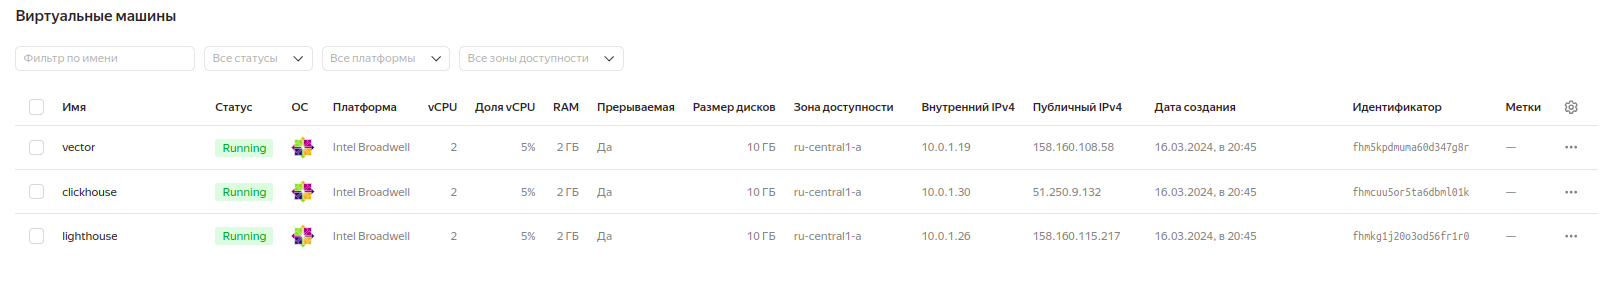 Виртуальные машины
Фильтр по имени Все статусы Все платформы Все зоны доступности
Имя Статус ОС Платформа vCPU Доля vCPU RAM Прерываемая Размер дисков Зона доступности Внутренний IPv4 Публичный IPv4 Дата создания Идентификатор Метки
vector Running Intel Broadwell 2 5% 2 ГБ Да 10 ГБ ru-central1-a 10.0.1.19 158.160.108.58 16.03.2024, в 20:45 fhm5kpdmuma60d347g8r —
clickhouse Running Intel Broadwell 2 5% 2 ГБ Да 10 ГБ ru-central1-a 10.0.1.30 51.250.9.132 16.03.2024, в 20:45 fhmcuu5or5ta6dbml01k —
lighthouse Running Intel Broadwell 2 5% 2 ГБ Да 10 ГБ ru-central1-a 10.0.1.26 158.160.115.217 16.03.2024, в 20:45 fhmkg1j20o3od56fr1r0 —